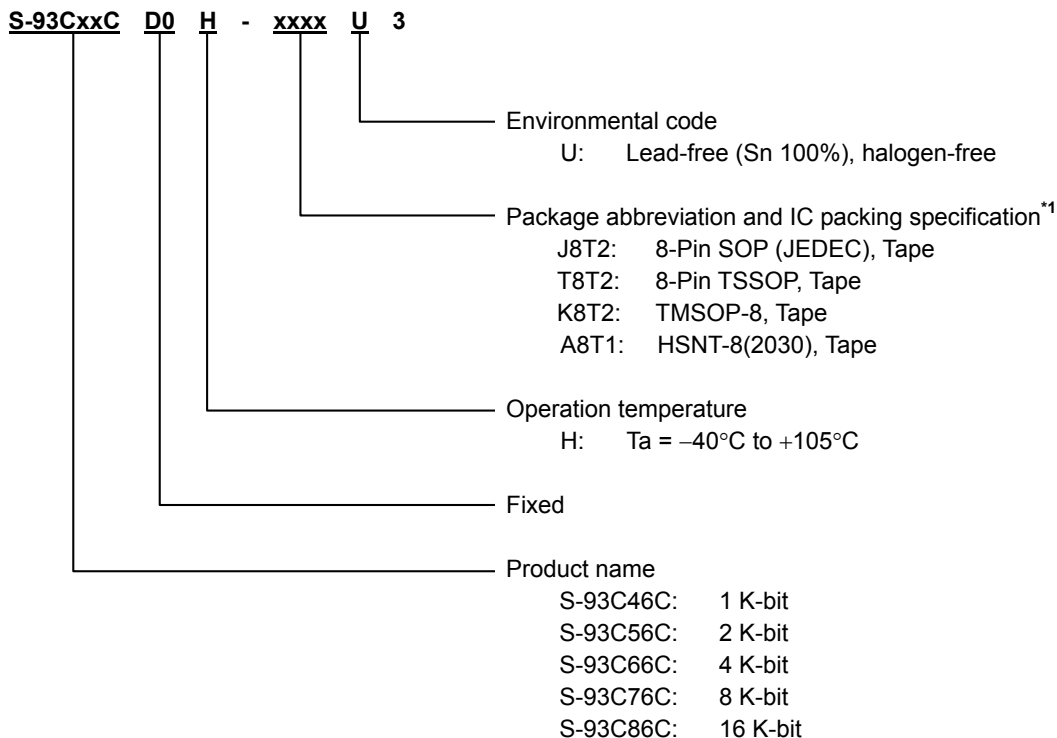 S-93CxxC D0 H - xxxx U 3
Environmental code
U: Lead-free (Sn 100%), halogen-free
Package abbreviation and IC packing specification*1
J8T2: 8-Pin SOP (JEDEC), Tape
T8T2: 8-Pin TSSOP, Tape
K8T2: TMSOP-8, Tape
A8T1: HSNT-8(2030), Tape
Operation temperature
H: Ta = −40°C to +105°C
Fixed
Product name
S-93C46C: 1 K-bit
S-93C56C: 2 K-bit
S-93C66C: 4 K-bit
S-93C76C: 8 K-bit
S-93C86C: 16 K-bit